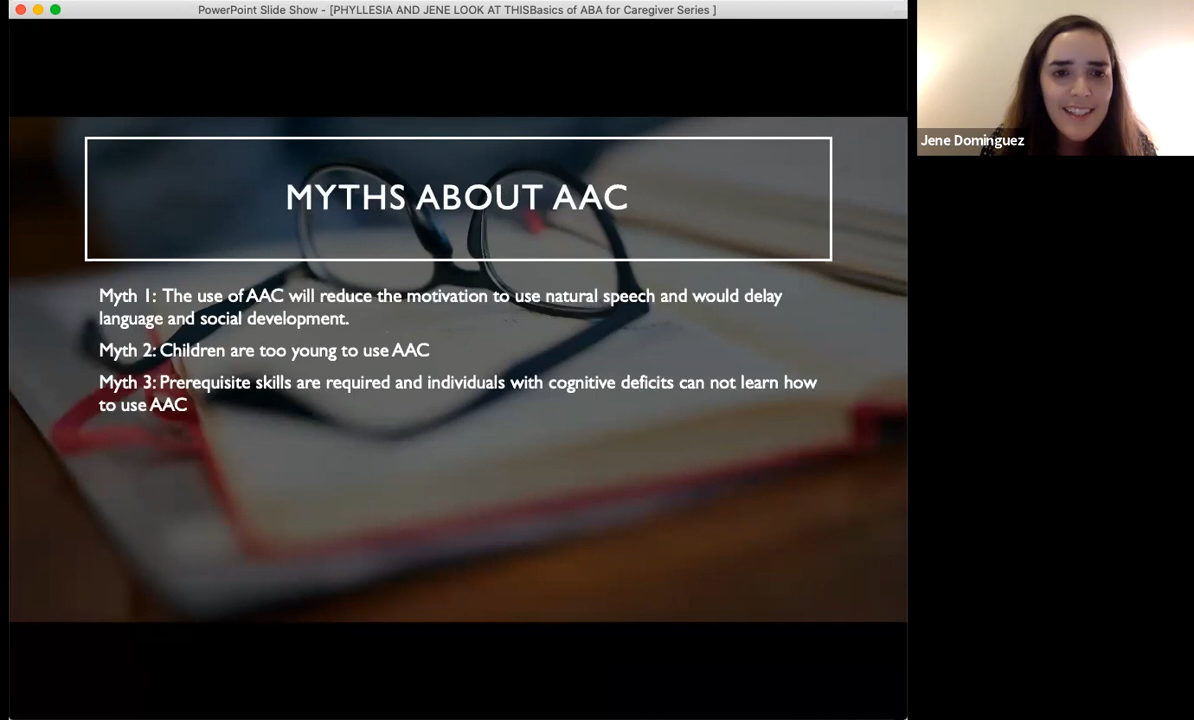 PowerPoint Slide Show - [PHYLLESIA AND JENE LOOK AT THISBasics of ABA for Caregiver Series ]
Jene Dominguez
MYTHS ABOUT AAC
Myth 1: The use of AAC will reduce the motivation to use natural speech and would delay
language and social development.
Myth 2: Children are too young to use AAC
Myth 3: Prerequisite skills are required and individuals with cognitive deficits can not learn how
to use AAC